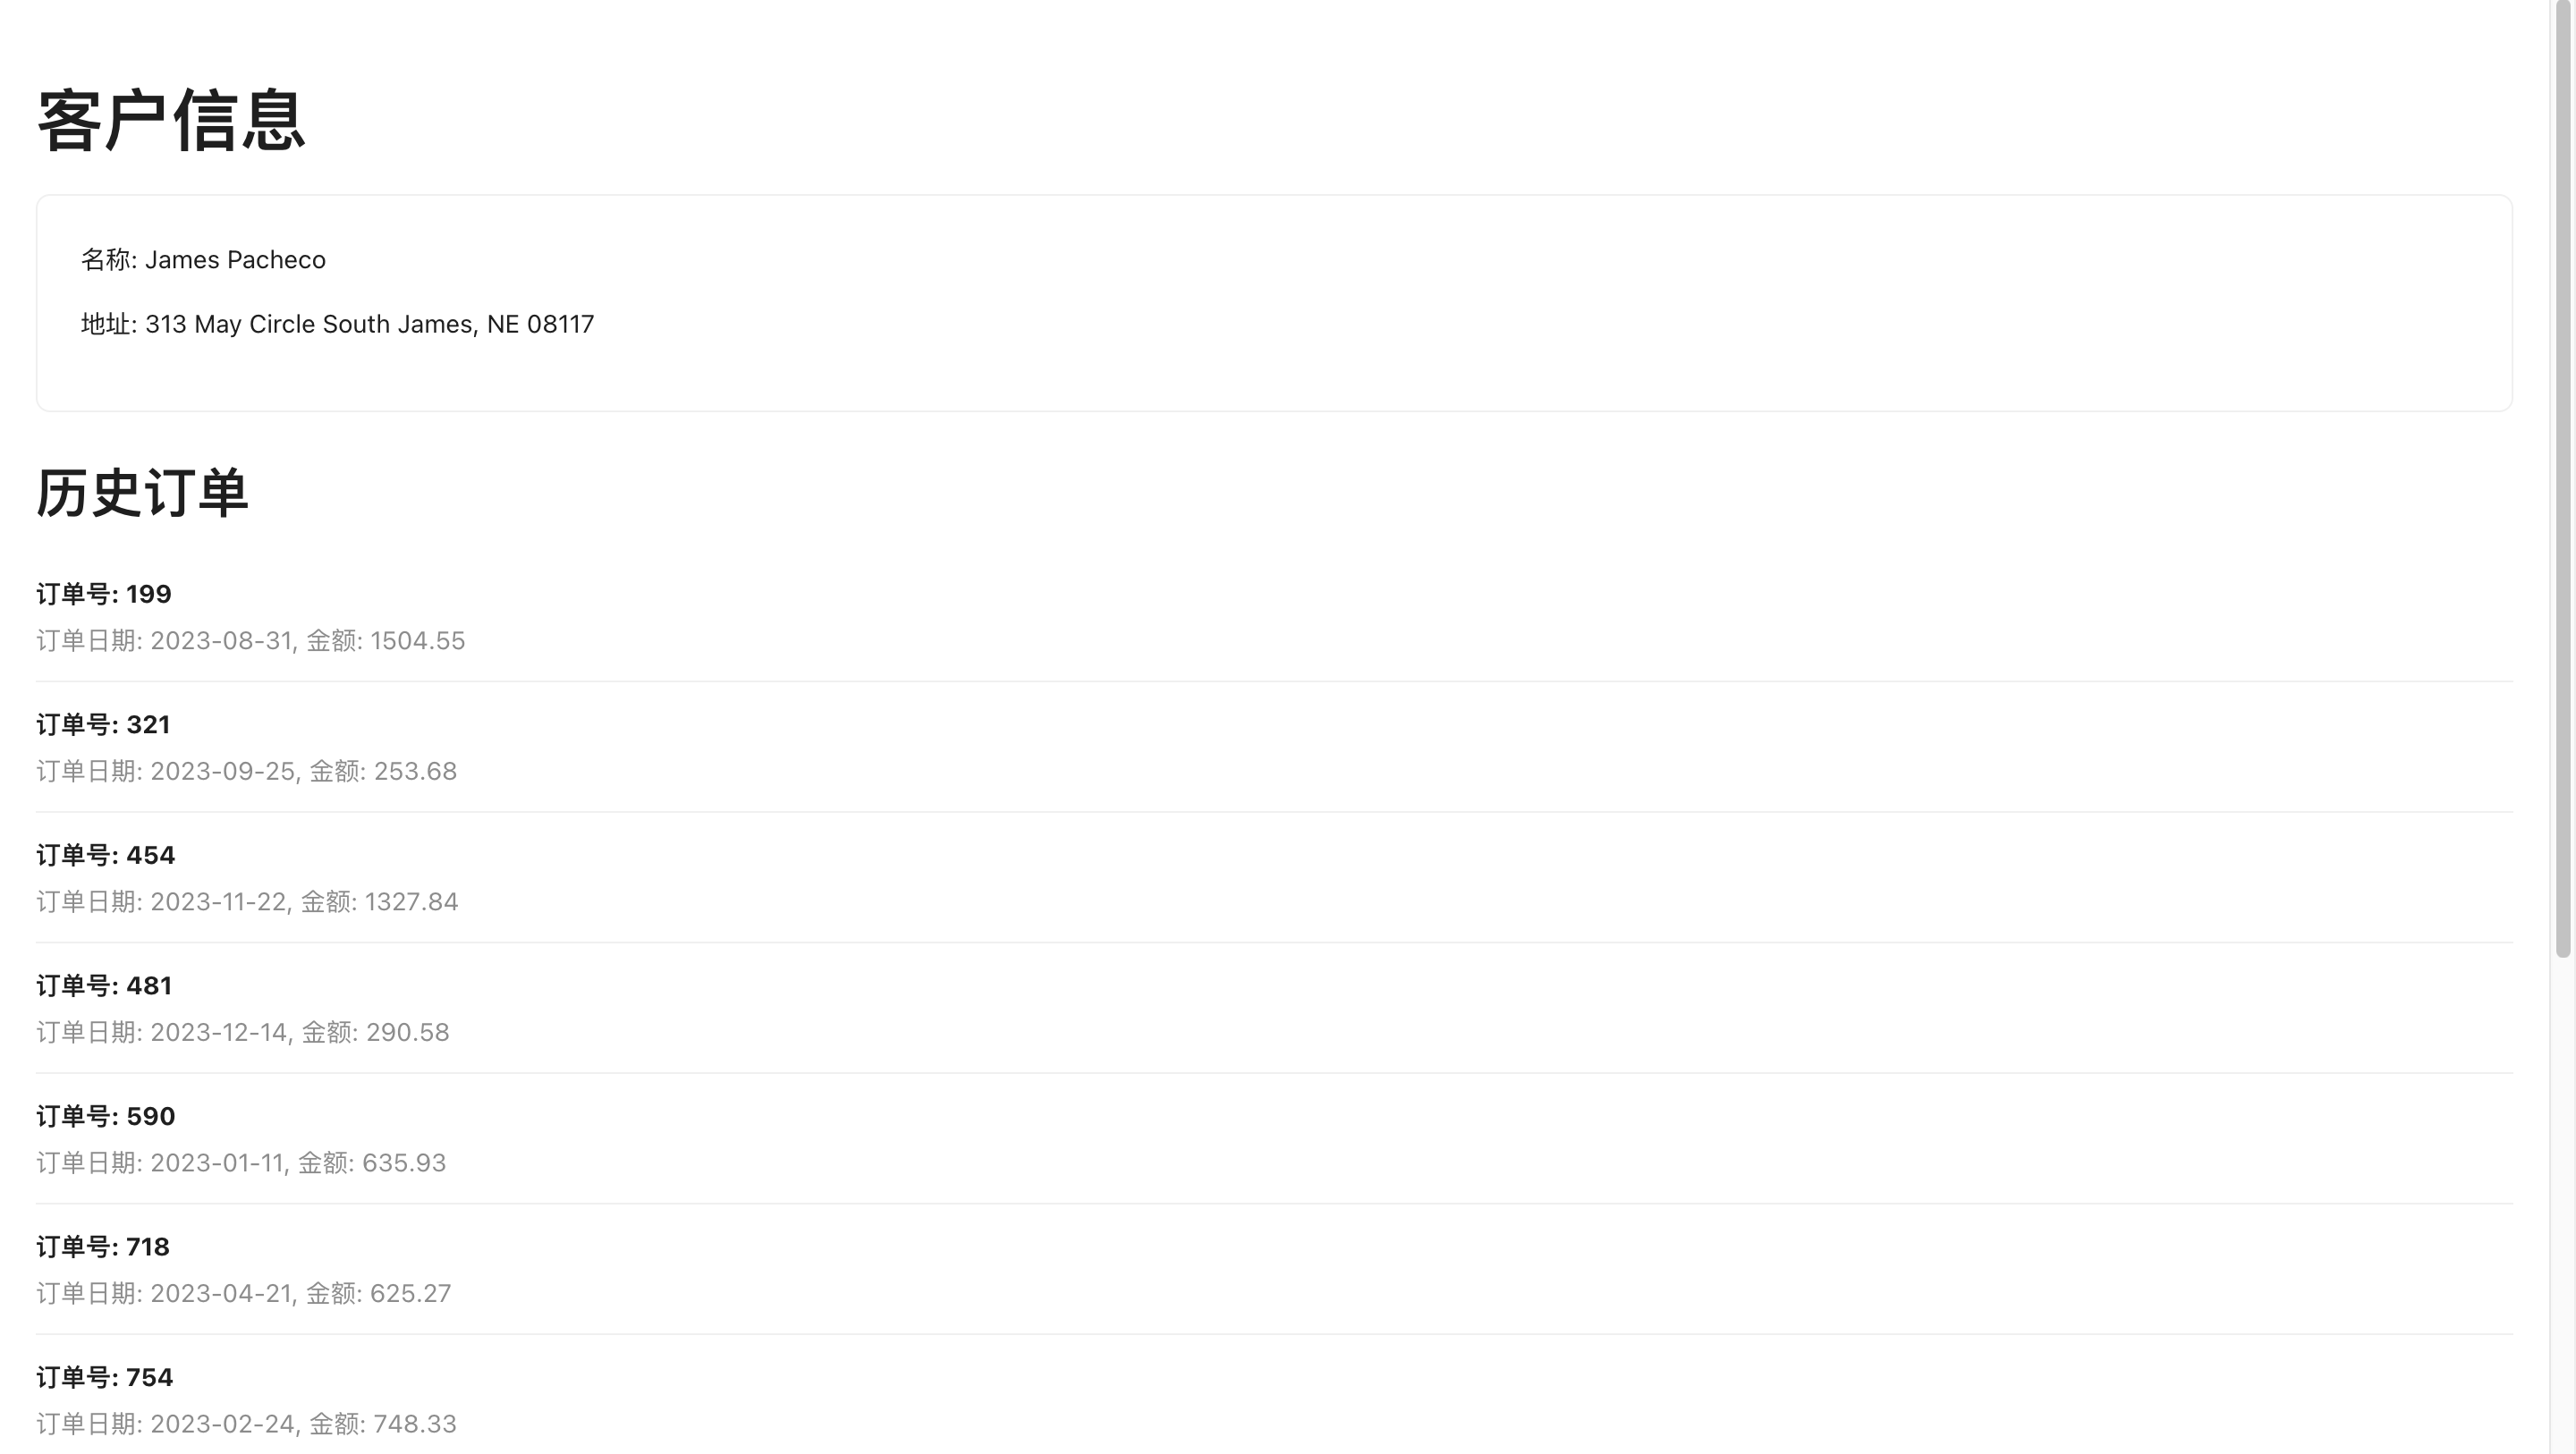 客户信息
名称: James Pacheco
地址: 313 May Circle South James, NE 08117
历史订单
订单号: 199
订单日期: 2023-08-31, 金额: 1504.55
订单号: 321
订单日期: 2023-09-25, 金额: 253.68
订单号: 454
订单日期: 2023-11-22, 金额: 1327.84
订单号: 481
订单日期: 2023-12-14, 金额: 290.58
订单号: 590
订单日期: 2023-01-11, 金额: 635.93
订单号: 718
订单日期: 2023-04-21, 金额: 625.27
订单号: 754
订单日期: 2023-02-24, 金额: 748.33